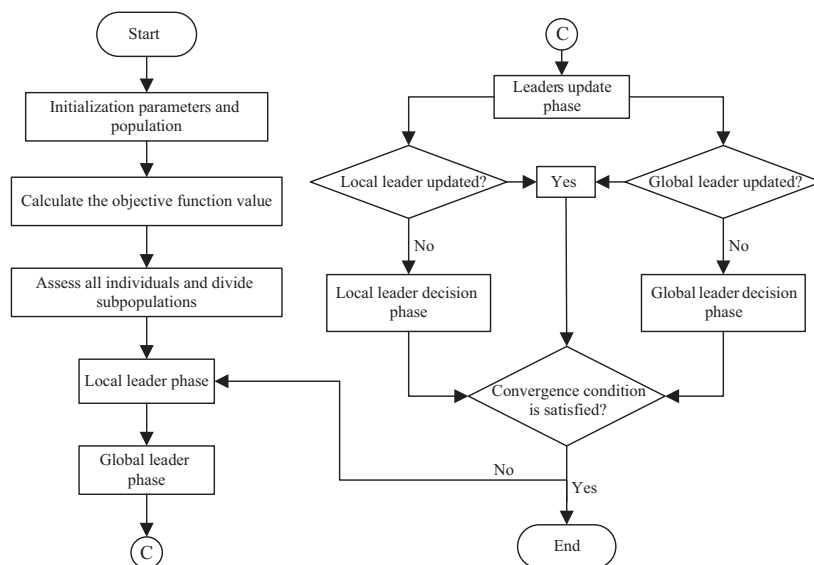 Start
Initialization parameters and
population
Calculate the objective function value
Assess all individuals and divide
subpopulations
Local leader phase
Global leader
phase
C
C
Leaders update
phase
Local leader updated?
Yes
Global leader updated?
No
No
Local leader decision
phase
Global leader decision
phase
Convergence condition
is satisfied?
No
Yes
End